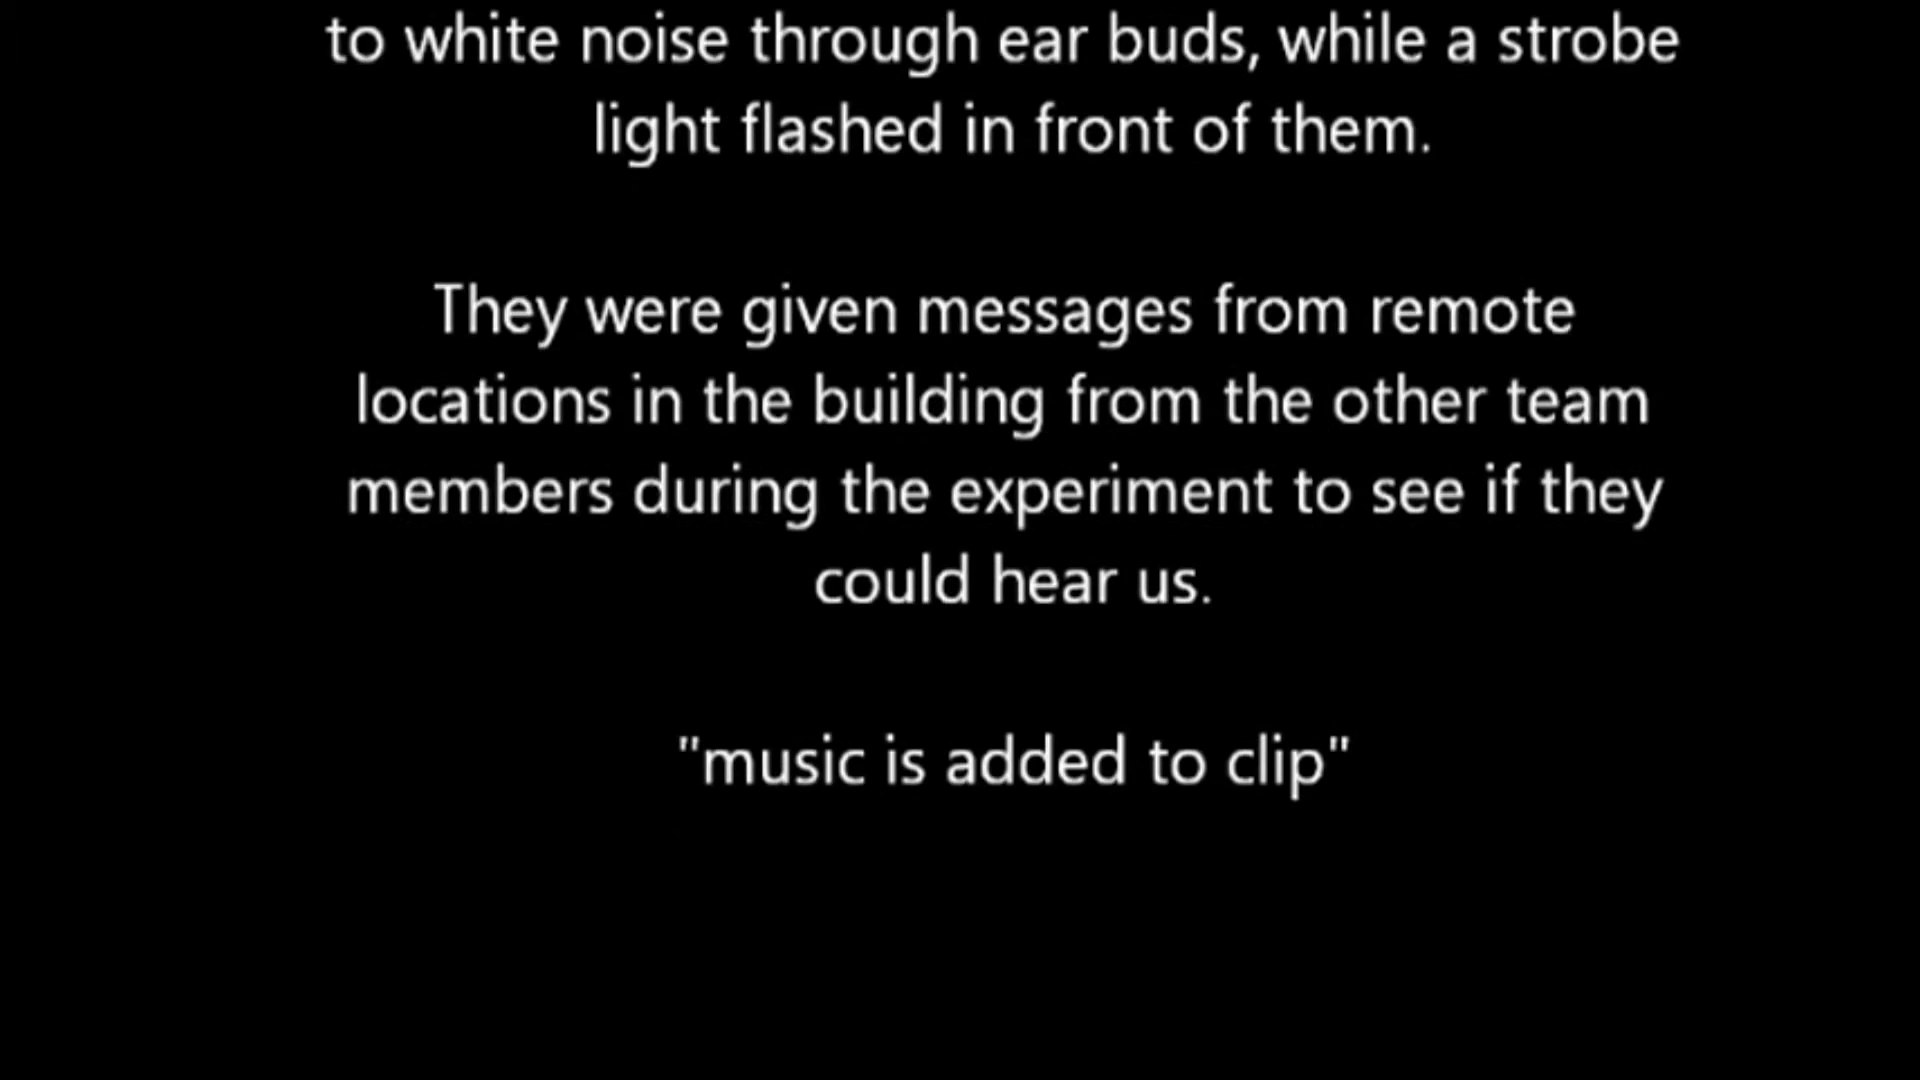 to white noise through ear buds, while a strobe
light flashed in front of them.
They were given messages from remote
locations in the building from the other team
members during the experiment to see if they
could hear us.
"music is added to clip"